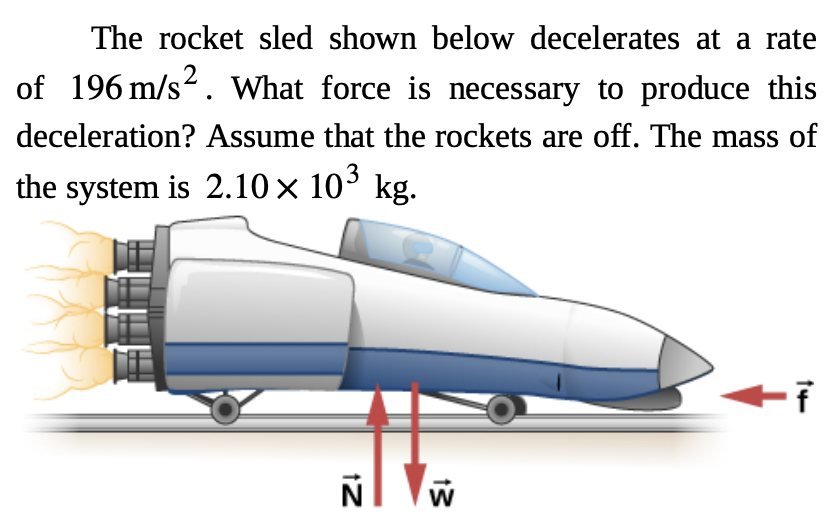 The rocket sled shown below decelerates at a rate
of 196 m/s². What force is necessary to produce this
deceleration? Assume that the rockets are off. The mass of
the system is 2.10 × 10³ kg.
f⃗
N⃗
w⃗